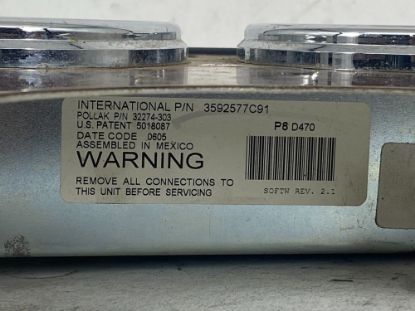 INTERNATIONAL P/N 3592577C91
POLLAK P/N 32274-303
U.S. PATENT 5018087
DATE CODE 0605
ASSEMBLED IN MEXICO
WARNING
REMOVE ALL CONNECTIONS TO
THIS UNIT BEFORE SERVICING
P8 D470
SOFTW REV. 2.1